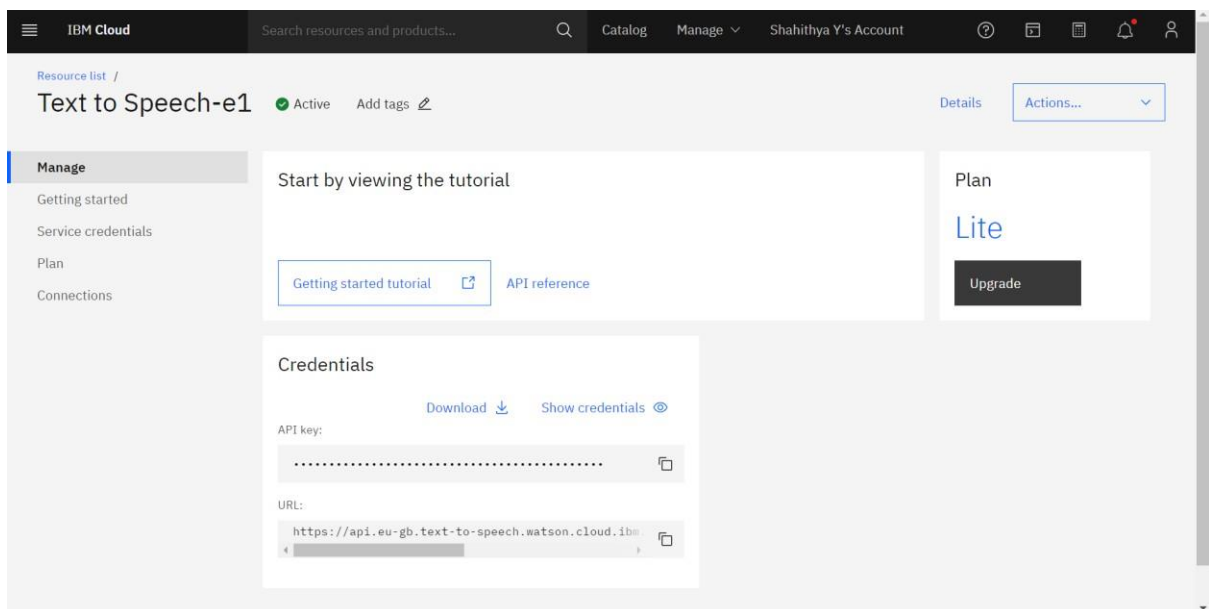 IBM Cloud
Search resources and products...
Catalog
Manage
Shahithya Y's Account
Resource list /
Text to Speech-e1
Active
Add tags
Details
Actions...
Manage
Getting started
Service credentials
Plan
Connections
Start by viewing the tutorial
Getting started tutorial
API reference
Plan
Lite
Upgrade
Credentials
Download
Show credentials
API key:
............................................
URL:
https://api.eu-gb.text-to-speech.watson.cloud.ibm.